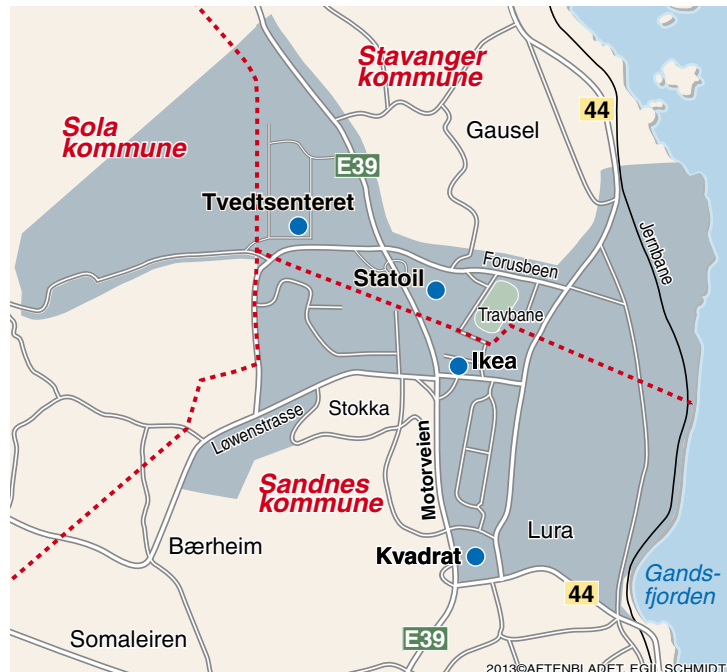 Stavanger
kommune
44
Gausel
Sola
kommune
E39
Tvedtsenteret
Jernbane
Forusbeen
Statoil
Travbane
Ikea
Stokka
Løwenstrasse
Motorveien
Sandnes
kommune
Lura
Bærheim
Kvadrat
Gands-
fjorden
44
Somaleiren
E39
2013©AFTENBLADET, EGIL SCHMIDT